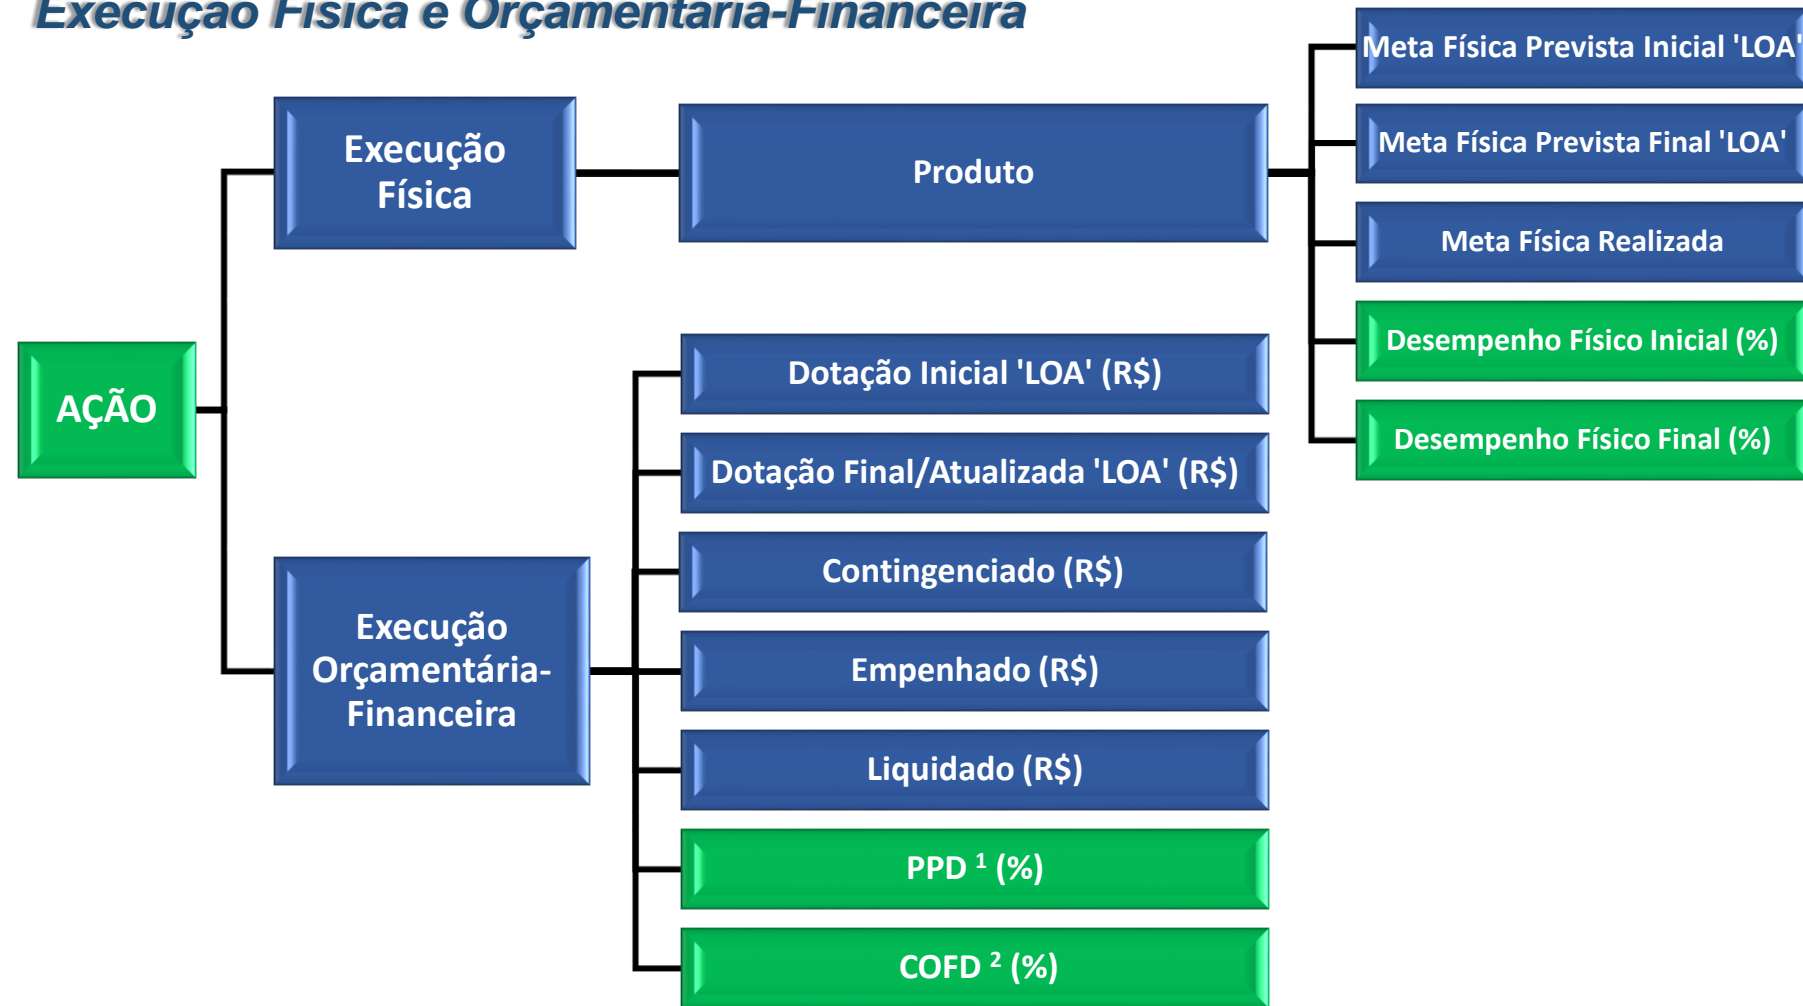 Execução Física e Orçamentária-Financeira
Meta Física Prevista Inicial 'LOA'
Meta Física Prevista Final 'LOA'
Meta Física Realizada
Desempenho Físico Inicial (%)
Desempenho Físico Final (%)
Execução
Física
Produto
AÇÃO
Execução
Orçamentária-
Financeira
Dotação Inicial 'LOA' (R$)
Dotação Final/Atualizada 'LOA' (R$)
Contingenciado (R$)
Empenhado (R$)
Liquidado (R$)
PPD ¹ (%)
COFD ² (%)